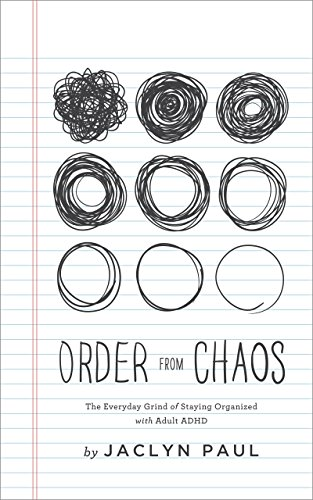 ORDER FROM CHAOS
The Everyday Grind of Staying Organized
with Adult ADHD
by JACLYN PAUL